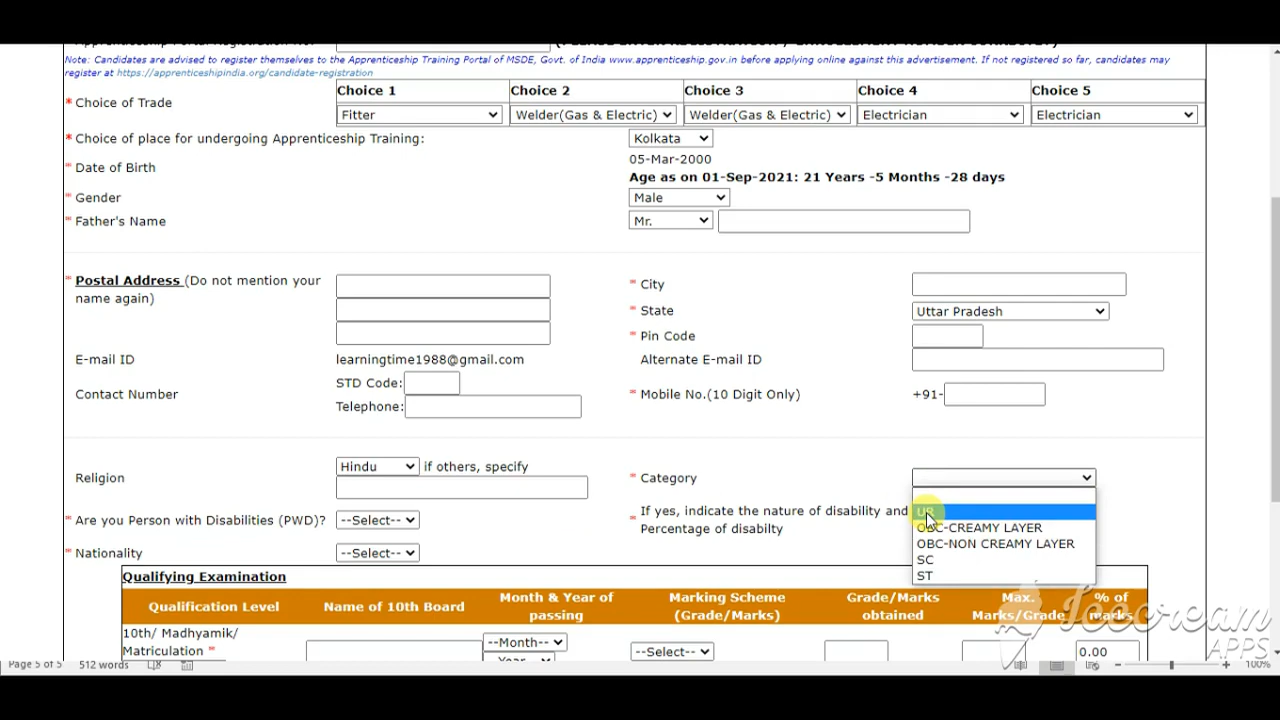 Note: Candidates are advised to register themselves to the Apprenticeship Training Portal of MSDE, Govt. of India www.apprenticeship.gov.in before applying online against this advertisement. If not registered so far, candidates may
register at https://apprenticeshipindia.org/candidate-registration
Choice 1 Choice 2 Choice 3 Choice 4 Choice 5
* Choice of Trade Fitter Welder(Gas & Electric) Welder(Gas & Electric) Electrician Electrician
* Choice of place for undergoing Apprenticeship Training: Kolkata
* Date of Birth 05-Mar-2000
Age as on 01-Sep-2021: 21 Years -5 Months -28 days
* Gender Male
* Father's Name Mr.
* Postal Address (Do not mention your
name again)
* City
* State Uttar Pradesh
* Pin Code
E-mail ID learningtime1988@gmail.com Alternate E-mail ID
Contact Number STD Code:
Telephone:
* Mobile No.(10 Digit Only) +91-
Religion Hindu if others, specify
* Category
UR
OBC-CREAMY LAYER
OBC-NON CREAMY LAYER
SC
ST
* Are you Person with Disabilities (PWD)? --Select--
* If yes, indicate the nature of disability and
Percentage of disabilty
* Nationality --Select--
Qualifying Examination
Qualification Level Name of 10th Board Month & Year of
passing Marking Scheme
(Grade/Marks) Grade/Marks
obtained Max.
Marks/Grade % of
marks
10th/ Madhyamik/
Matriculation * --Month-- --Select-- 0.00
Year
Page 5 of 5 512 words 100%
Icecream
APPS